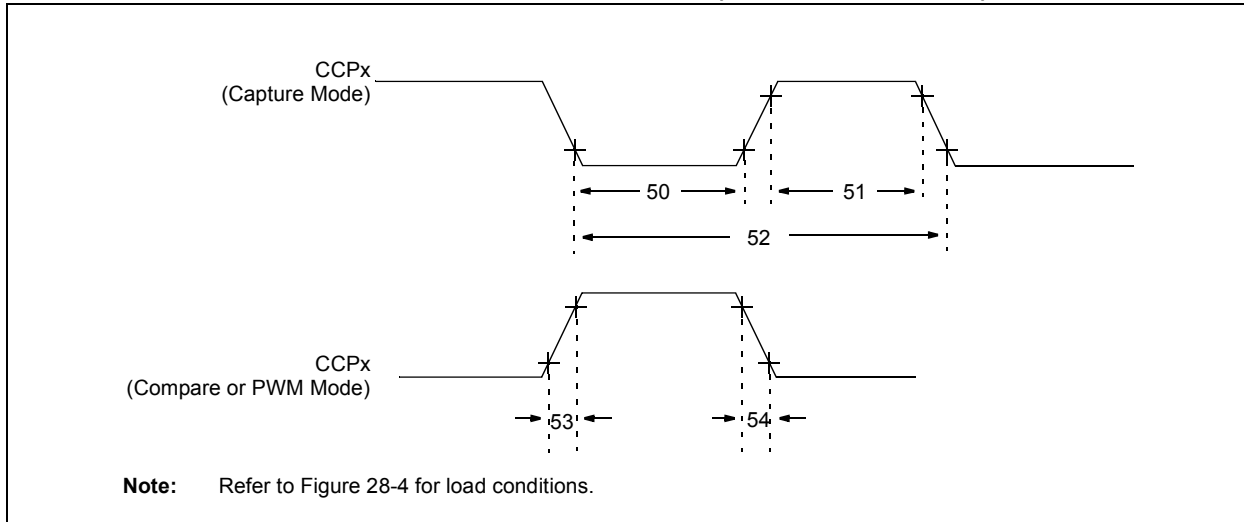 CCPx
(Capture Mode)
50
51
52
CCPx
(Compare or PWM Mode)
53
54
Note: Refer to Figure 28-4 for load conditions.